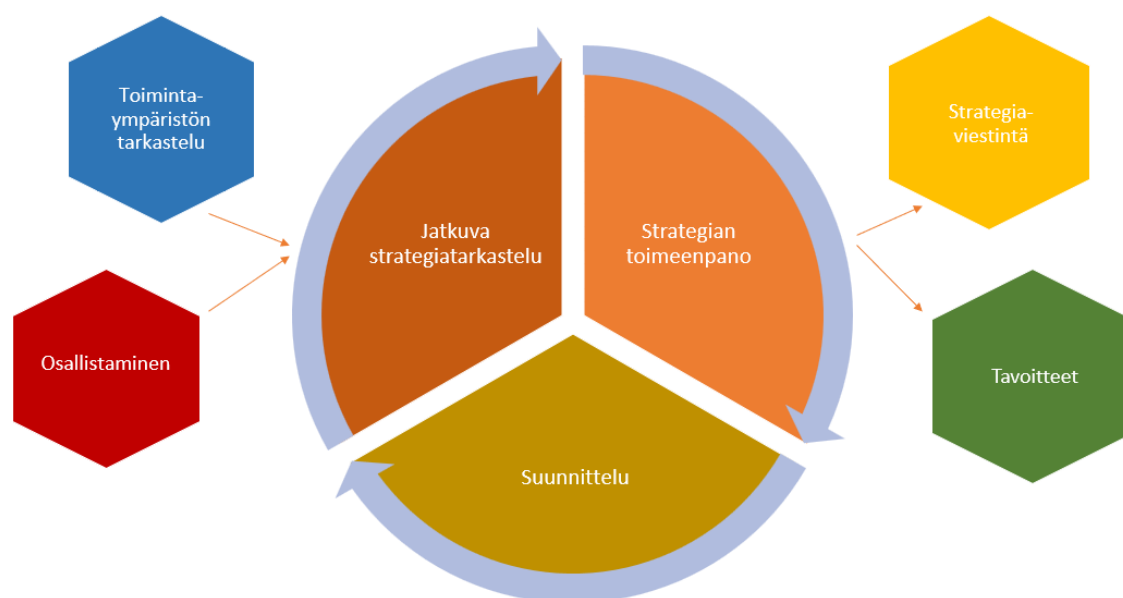 Toiminta-
ympäristön
tarkastelu
Osallistaminen
Jatkuva
strategiatarkastelu
Strategian
toimeenpano
Suunnittelu
Strategia-
viestintä
Tavoitteet